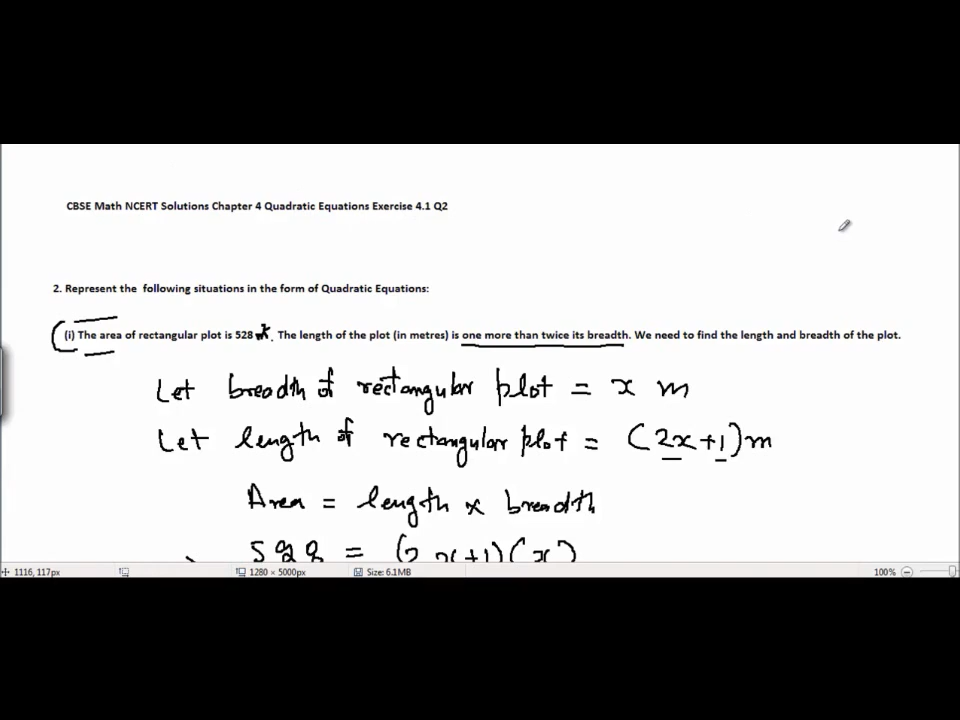 CBSE Math NCERT Solutions Chapter 4 Quadratic Equations Exercise 4.1 Q2
2. Represent the following situations in the form of Quadratic Equations:
(i) The area of rectangular plot is 528 . The length of the plot (in metres) is one more than twice its breadth. We need to find the length and breadth of the plot.
Let breadth of rectangular plot = x m
Let length of rectangular plot = (2x+1)m
Area = length x breadth
528 = (2x+1)(x)
1116, 117px 1280 × 5000px Size: 6.1MB 100%